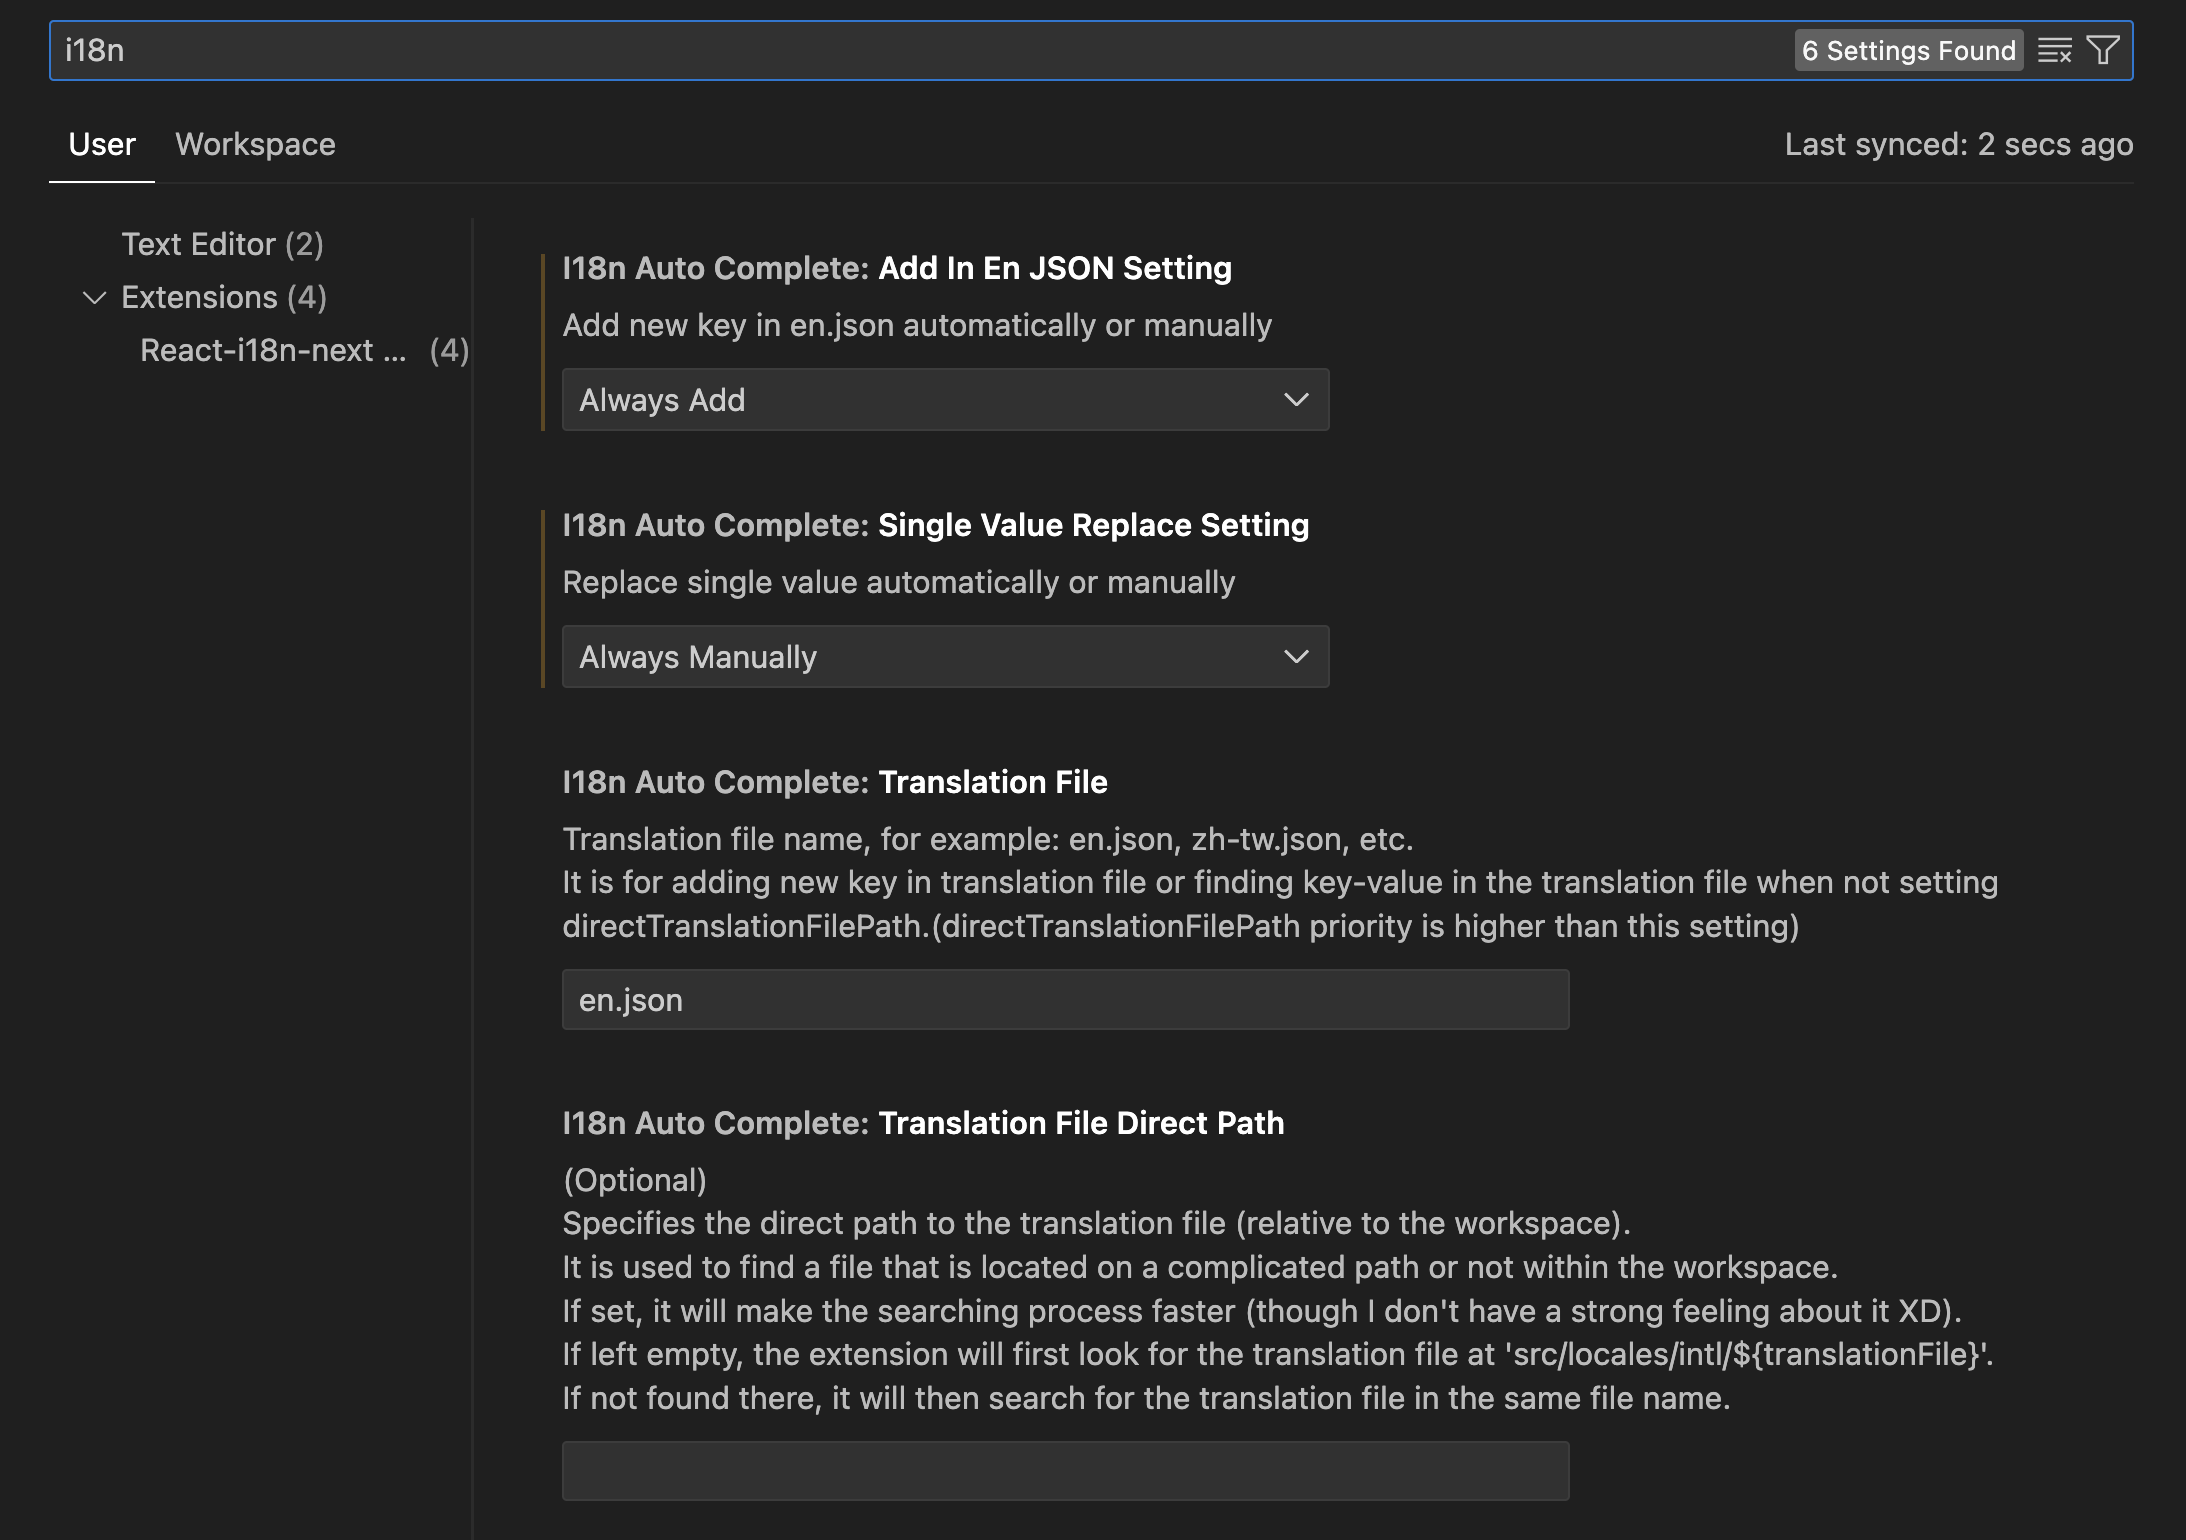 i18n
6 Settings Found
User
Workspace
Last synced: 2 secs ago
Text Editor (2)
Extensions (4)
React-i18n-next ... (4)
I18n Auto Complete: Add In En JSON Setting
Add new key in en.json automatically or manually
Always Add
I18n Auto Complete: Single Value Replace Setting
Replace single value automatically or manually
Always Manually
I18n Auto Complete: Translation File
Translation file name, for example: en.json, zh-tw.json, etc.
It is for adding new key in translation file or finding key-value in the translation file when not setting
directTranslationFilePath.(directTranslationFilePath priority is higher than this setting)
en.json
I18n Auto Complete: Translation File Direct Path
(Optional)
Specifies the direct path to the translation file (relative to the workspace).
It is used to find a file that is located on a complicated path or not within the workspace.
If set, it will make the searching process faster (though I don't have a strong feeling about it XD).
If left empty, the extension will first look for the translation file at 'src/locales/intl/${translationFile}'.
If not found there, it will then search for the translation file in the same file name.